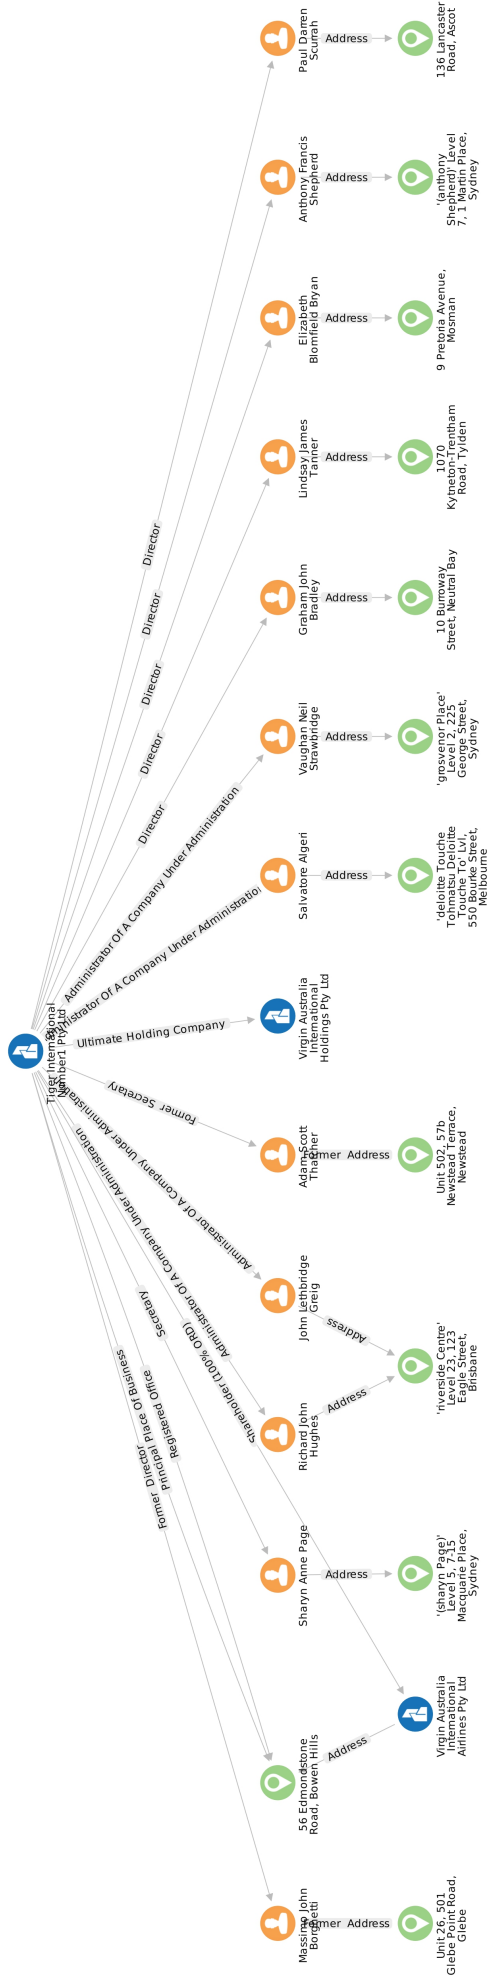 Paul Darren
Scurrah
Address
136 Lancaster
Road, Ascot
Anthony Francis
Shepherd
Address
'(anthony
Shepherd)' Level
7, 1 Martin Place,
Sydney
Elizabeth
Blomfield Bryan
Address
9 Pretoria Avenue,
Mosman
Lindsay James
Tanner
Address
1070
Kyneton-Trentham
Road, Tylden
Graham John
Bradley
Address
10 Burroway
Street, Neutral Bay
Vaughan Neil
Strawbridge
Address
'grosvenor Place'
Level 2, 225
George Street,
Sydney
Salvatore Algeri
Address
'deloitte Touche
Tohmatsu Deloitte
Touche To' Lvl,
550 Bourke Street,
Melbourne
Director
Director
Director
Director
Director
Administrator Of A Company Under Administration
Administrator Of A Company Under Administration
Tiger International
Number1 Pty Ltd
Ultimate Holding Company
Virgin Australia
International
Holdings Pty Ltd
Former Secretary
Adam Scott
Thatcher
Former Address
Unit 502, 57b
Newstead Terrace,
Newstead
Administrator Of A Company Under Administration
John Lethbridge
Greig
Address
'riverside Centre'
Level 23, 123
Eagle Street,
Brisbane
Administrator Of A Company Under Administration
Richard John
Hughes
Address
Shareholder (100% ORD)
Secretary
Sharyn Anne Page
Address
'(sharyn Page)'
Level 5, 7-15
Macquarie Place,
Sydney
Virgin Australia
International
Airlines Pty Ltd
Address
Registered Office
Principal Place Of Business
56 Edmondstone
Road, Bowen Hills
Former Director
Massimo John
Borghetti
Former Address
Unit 26, 501
Glebe Point Road,
Glebe